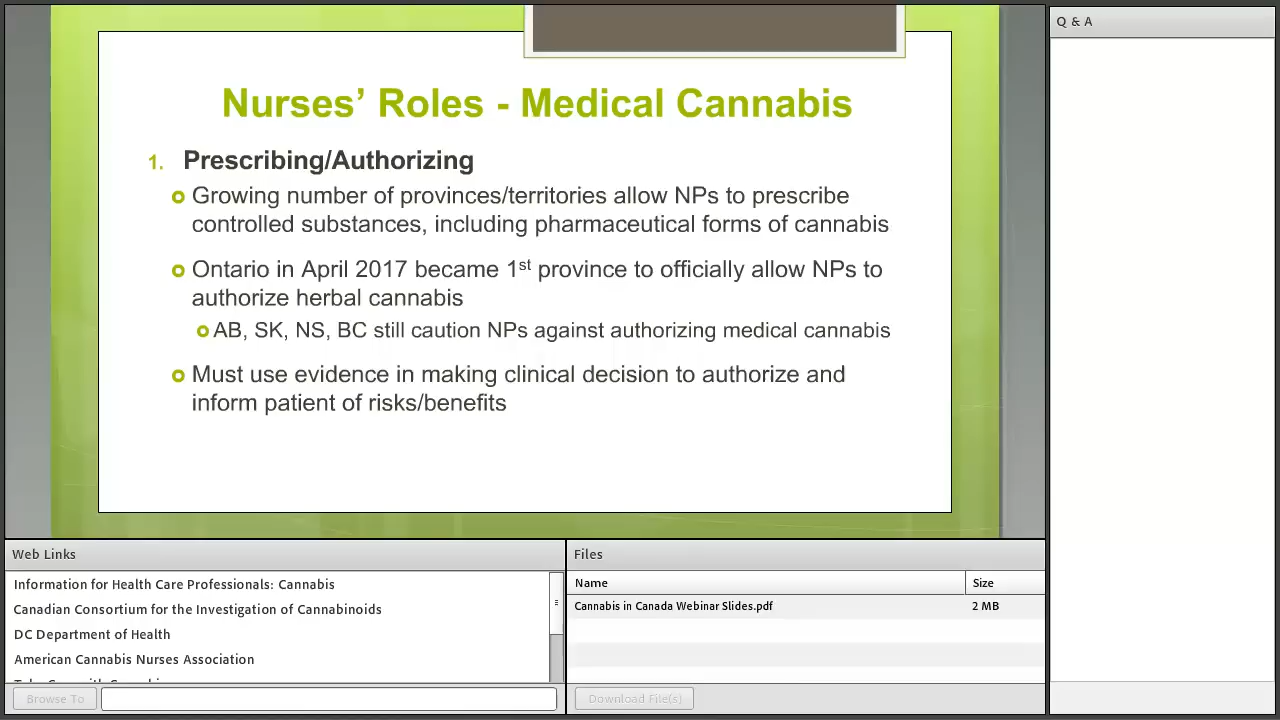 Nurses’ Roles - Medical Cannabis
1. Prescribing/Authorizing
Growing number of provinces/territories allow NPs to prescribe
controlled substances, including pharmaceutical forms of cannabis
Ontario in April 2017 became 1st province to officially allow NPs to
authorize herbal cannabis
AB, SK, NS, BC still caution NPs against authorizing medical cannabis
Must use evidence in making clinical decision to authorize and
inform patient of risks/benefits
Q & A
Web Links
Information for Health Care Professionals: Cannabis
Canadian Consortium for the Investigation of Cannabinoids
DC Department of Health
American Cannabis Nurses Association
Browse To
Files
Name Size
Cannabis in Canada Webinar Slides.pdf 2 MB
Download File(s)